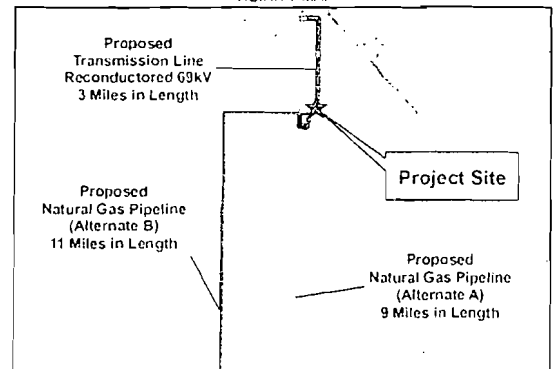 Proposed
Transmission Line
Reconductored 69kV
3 Miles in Length
Project Site
Proposed
Natural Gas Pipeline
(Alternate B)
11 Miles in Length
Proposed
Natural Gas Pipeline
(Alternate A)
9 Miles in Length